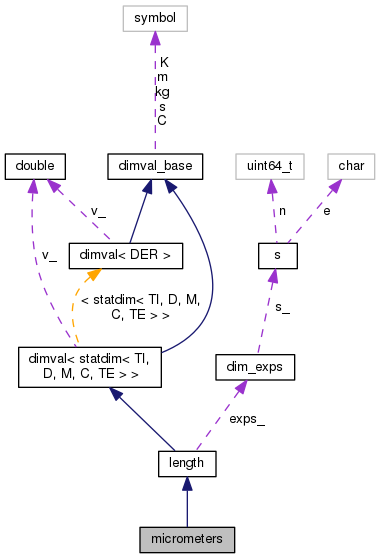 symbol
K
m
kg
s
C
double
dimval_base
uint64_t
char
v_
n
e
dimval< DER >
s
v_
< statdim< TI, D, M,
C, TE > >
s_
dimval< statdim< TI,
D, M, C, TE > >
dim_exps
exps_
length
micrometers